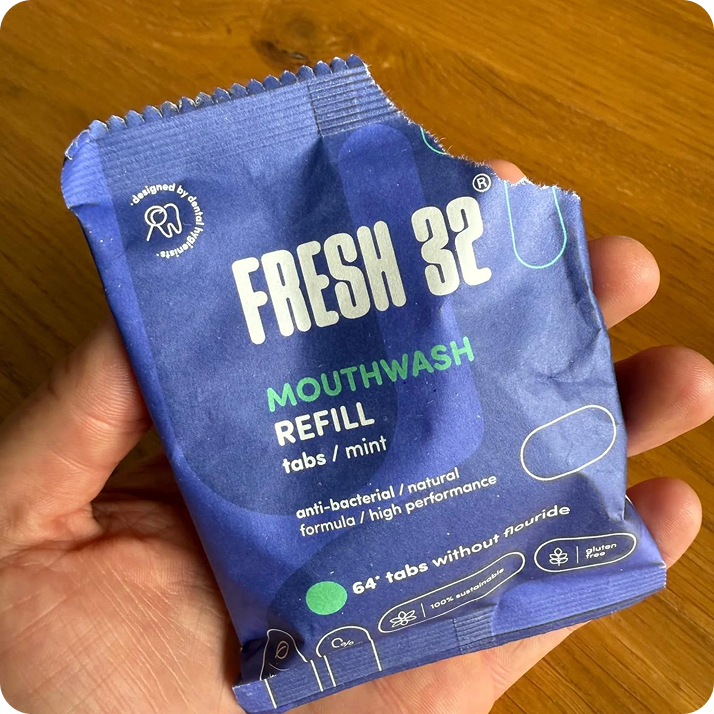 · designed by dental hygienists ·
FRESH 32®
MOUTHWASH
REFILL
tabs / mint
anti-bacterial / natural
formula / high performance
64* tabs without flouride
100% sustainable
gluten
free
0%